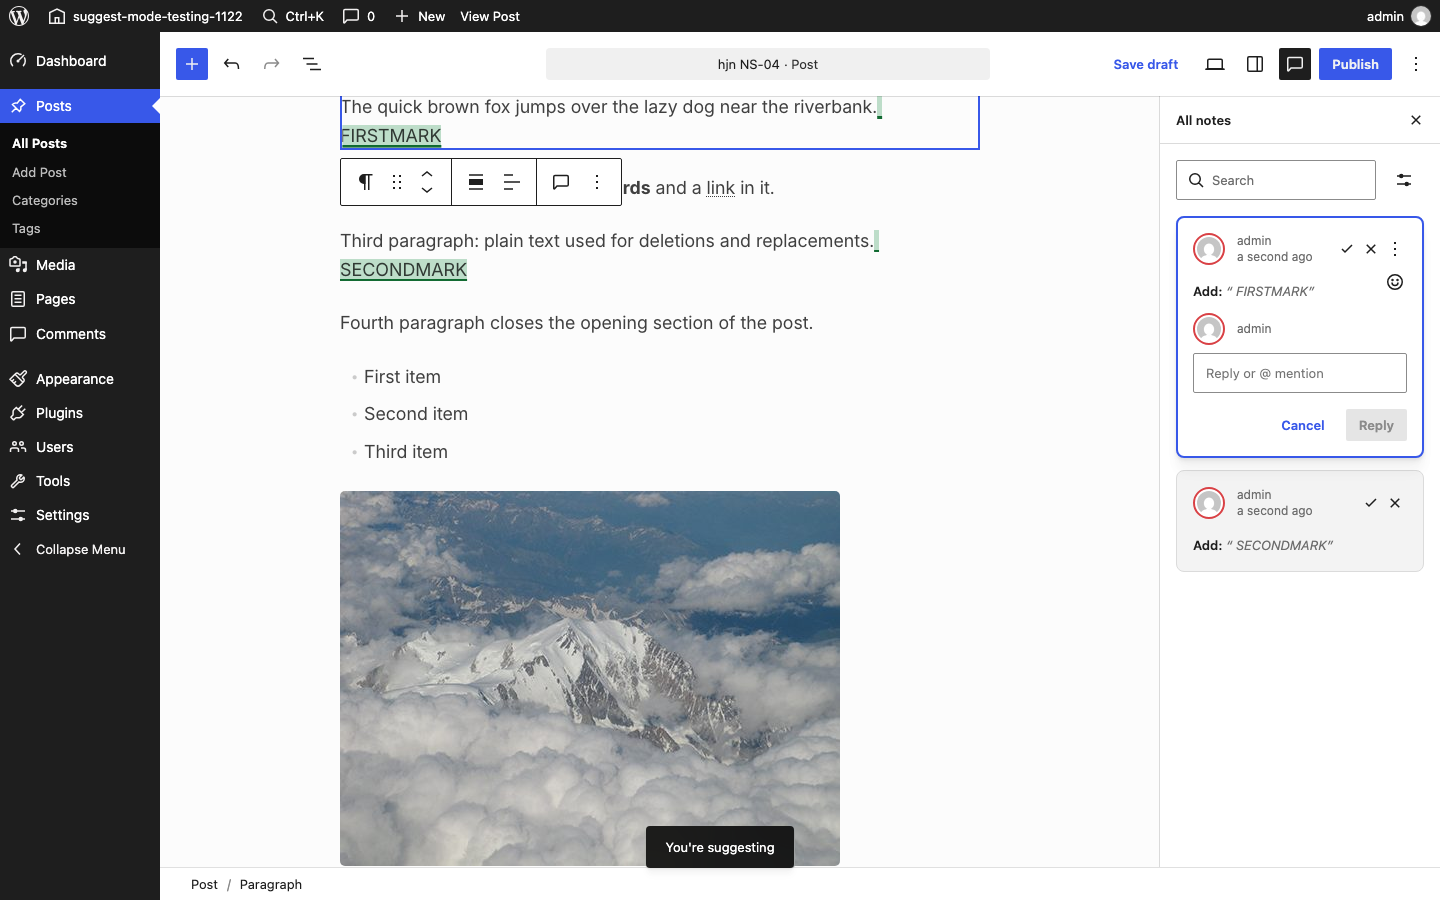 suggest-mode-testing-1122
Ctrl+K
0
New
View Post
admin
Dashboard
Posts
All Posts
Add Post
Categories
Tags
Media
Pages
Comments
Appearance
Plugins
Users
Tools
Settings
Collapse Menu
hjn NS-04 · Post
Save draft
Publish
The quick brown fox jumps over the lazy dog near the riverbank.
FIRSTMARK
rds and a link in it.
Third paragraph: plain text used for deletions and replacements.
SECONDMARK
Fourth paragraph closes the opening section of the post.
• First item
• Second item
• Third item
You're suggesting
Post / Paragraph
All notes
Search
admin
a second ago
Add: “ FIRSTMARK”
admin
Reply or @ mention
Cancel
Reply
admin
a second ago
Add: “ SECONDMARK”